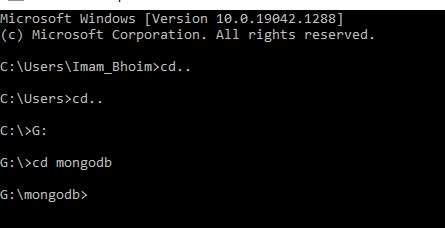 Microsoft Windows [Version 10.0.19042.1288]
(c) Microsoft Corporation. All rights reserved.
C:\Users\Imam_Bhoim>cd..
C:\Users>cd..
C:\>G:
G:\>cd mongodb
G:\mongodb>